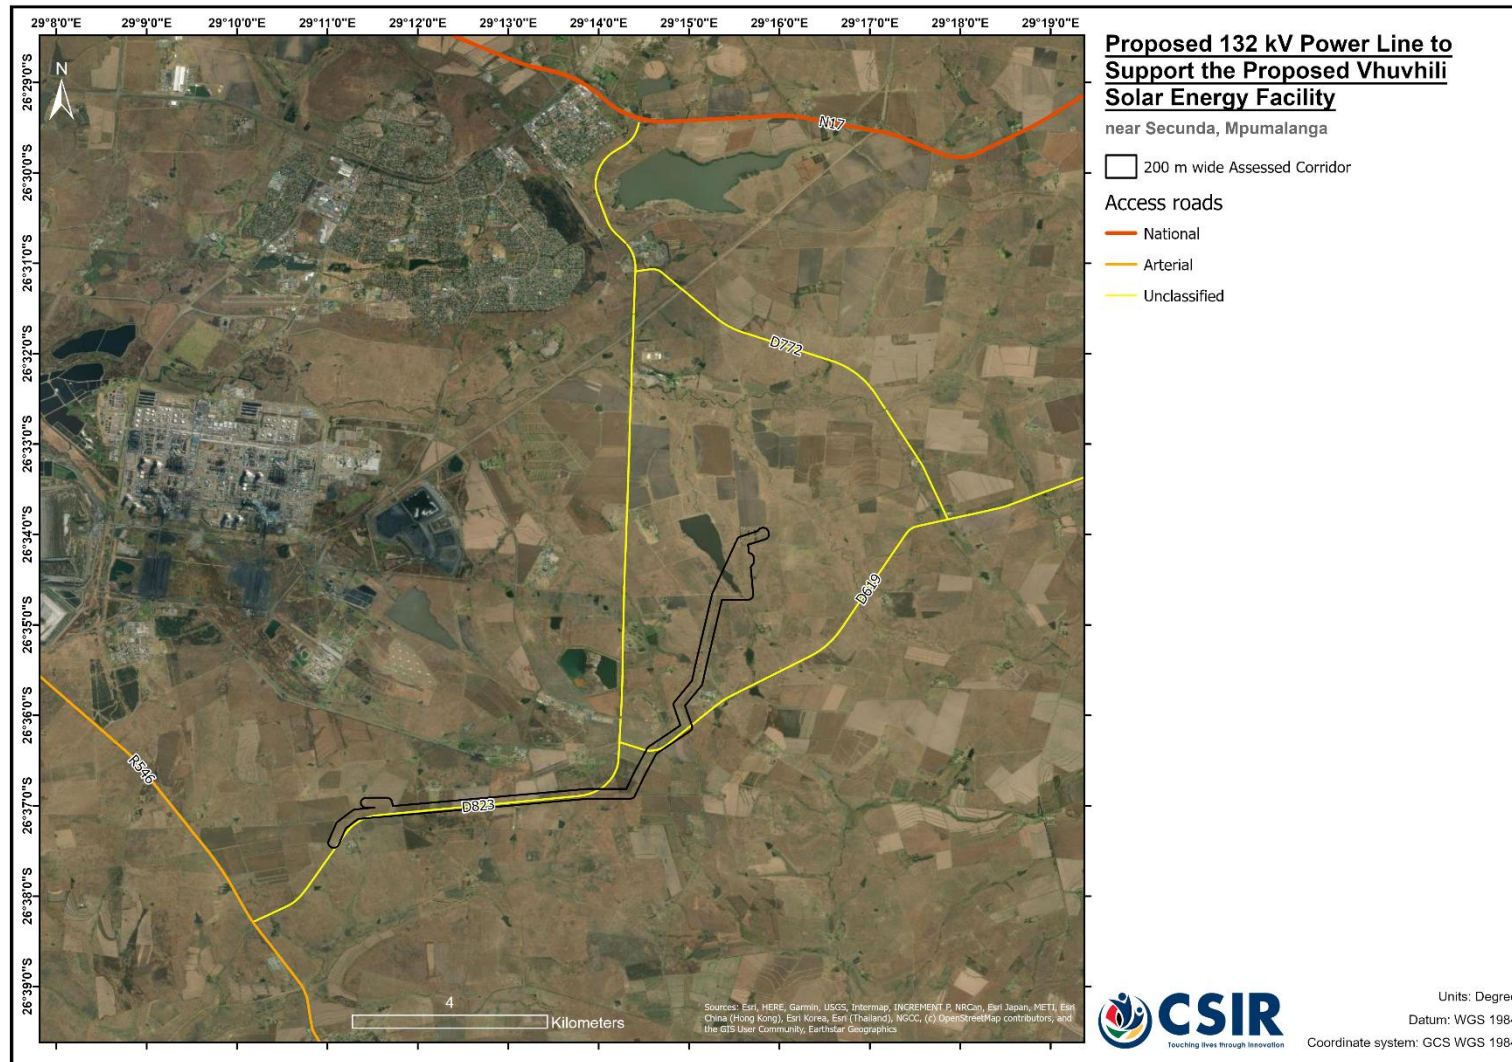 29°8'0"E 29°9'0"E 29°10'0"E 29°11'0"E 29°12'0"E 29°13'0"E 29°14'0"E 29°15'0"E 29°16'0"E 29°17'0"E 29°18'0"E 29°19'0"E
Proposed 132 kV Power Line to
Support the Proposed Vhuvhili
Solar Energy Facility
near Secunda, Mpumalanga
200 m wide Assessed Corridor
Access roads
National
Arterial
Unclassified
N
26°29'0"S
26°30'0"S
26°31'0"S
26°32'0"S
26°33'0"S
26°34'0"S
26°35'0"S
26°36'0"S
26°37'0"S
26°38'0"S
26°39'0"S
N17
D772
D619
R546
D823
4
Kilometers
Sources: Esri, HERE, Garmin, USGS, Intermap, INCREMENT P, NRCan, Esri Japan, METI, Esri
China (Hong Kong), Esri Korea, Esri (Thailand), NGCC, (c) OpenStreetMap contributors, and
the GIS User Community, Earthstar Geographics
CSIR
Touching lives through innovation
Units: Degree
Datum: WGS 1984
Coordinate system: GCS WGS 1984